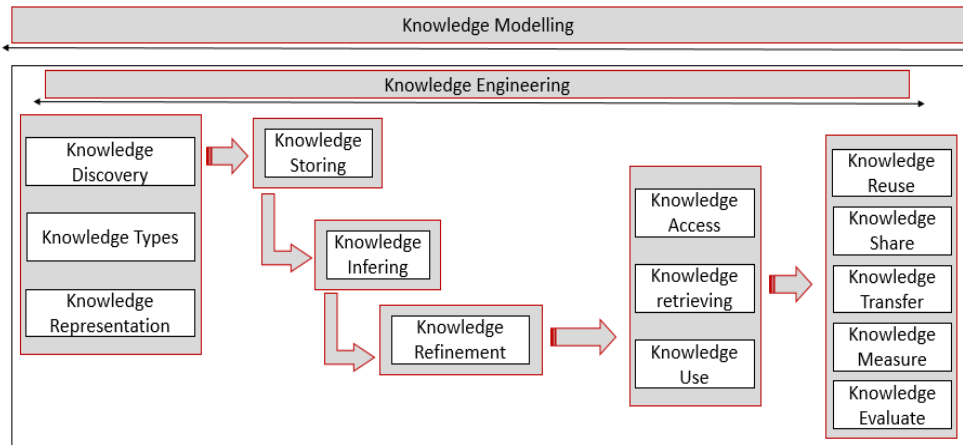 Knowledge Modelling
Knowledge Engineering
Knowledge
Discovery
Knowledge Types
Knowledge
Representation
Knowledge
Storing
Knowledge
Infering
Knowledge
Refinement
Knowledge
Access
Knowledge
retrieving
Knowledge
Use
Knowledge
Reuse
Knowledge
Share
Knowledge
Transfer
Knowledge
Measure
Knowledge
Evaluate